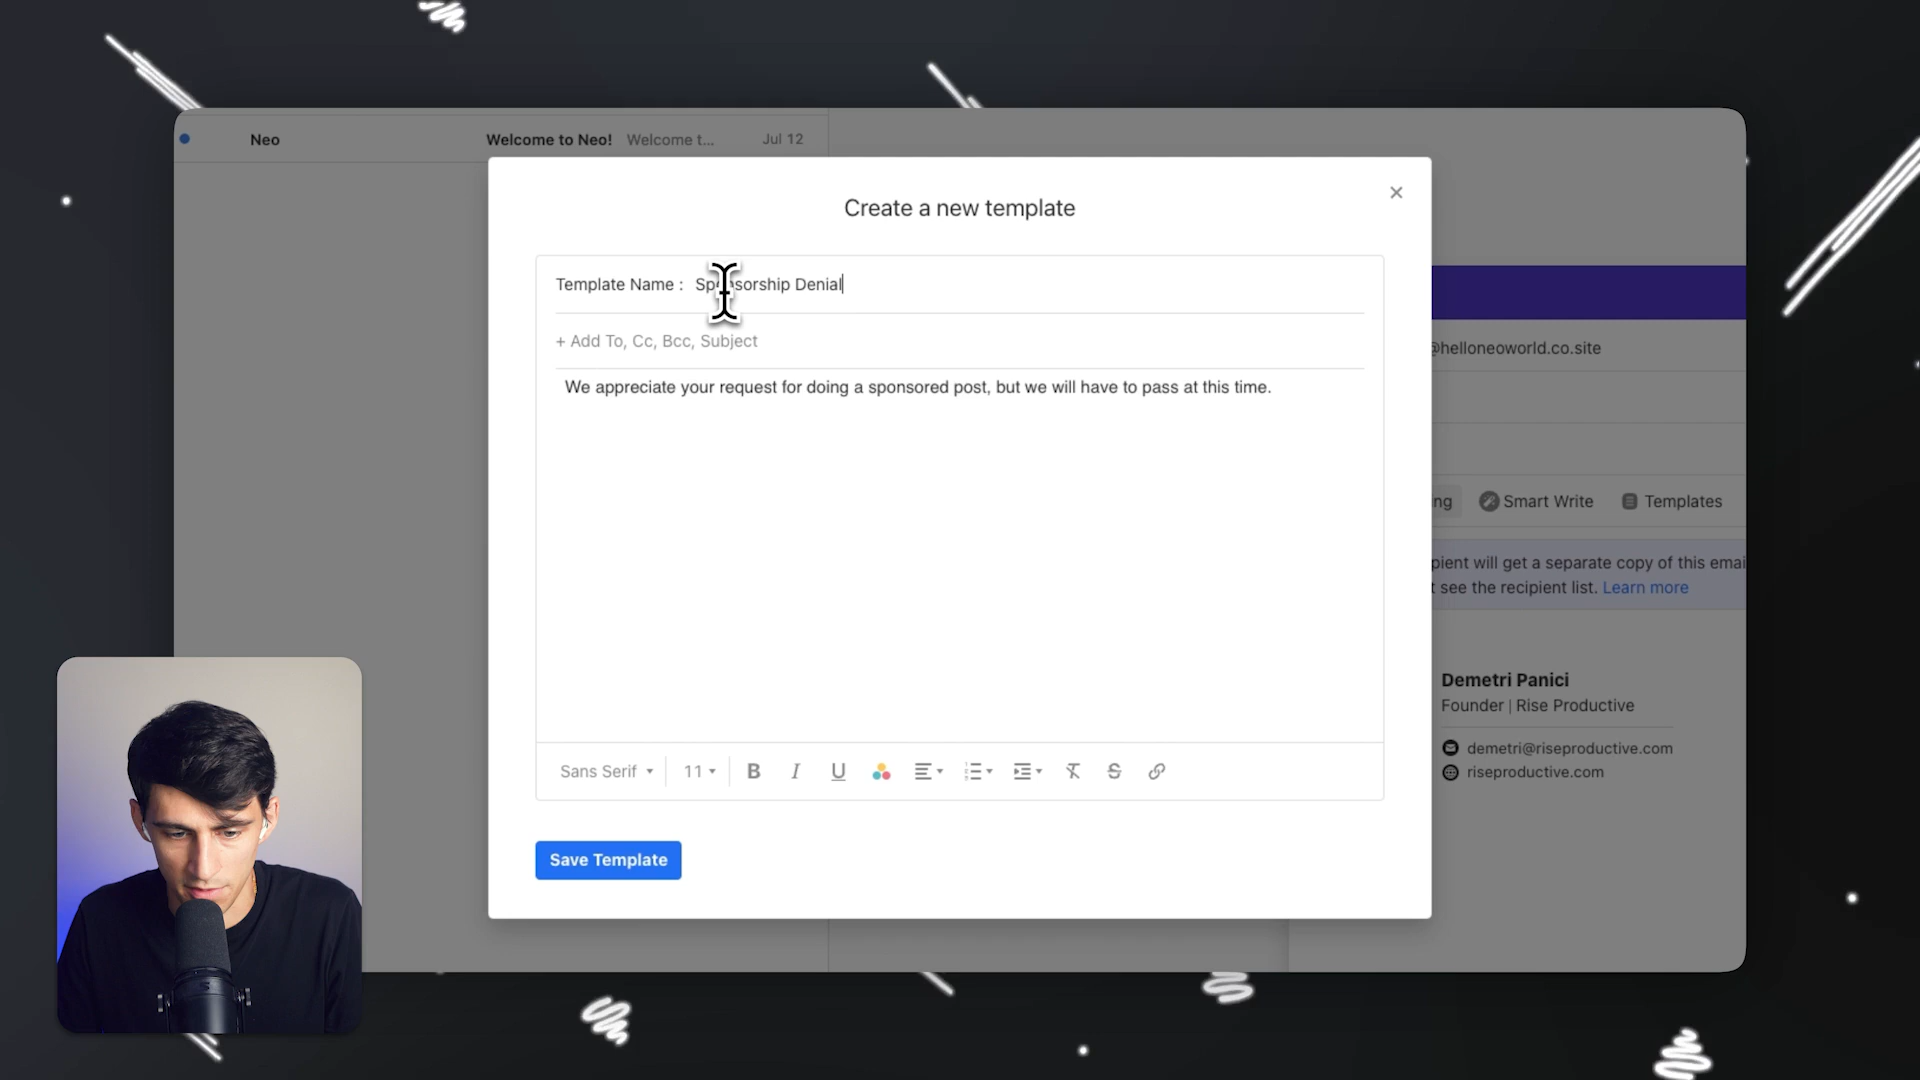 Neo Welcome to Neo! Welcome t... Jul 12
Create a new template
Template Name : Sponsorship Denial
+ Add To, Cc, Bcc, Subject
We appreciate your request for doing a sponsored post, but we will have to pass at this time.
Sans Serif 11 B I U
Save Template
@helloneoworld.co.site
ng Smart Write Templates
pient will get a separate copy of this emai
t see the recipient list. Learn more
Demetri Panici
Founder | Rise Productive
demetri@riseproductive.com
riseproductive.com